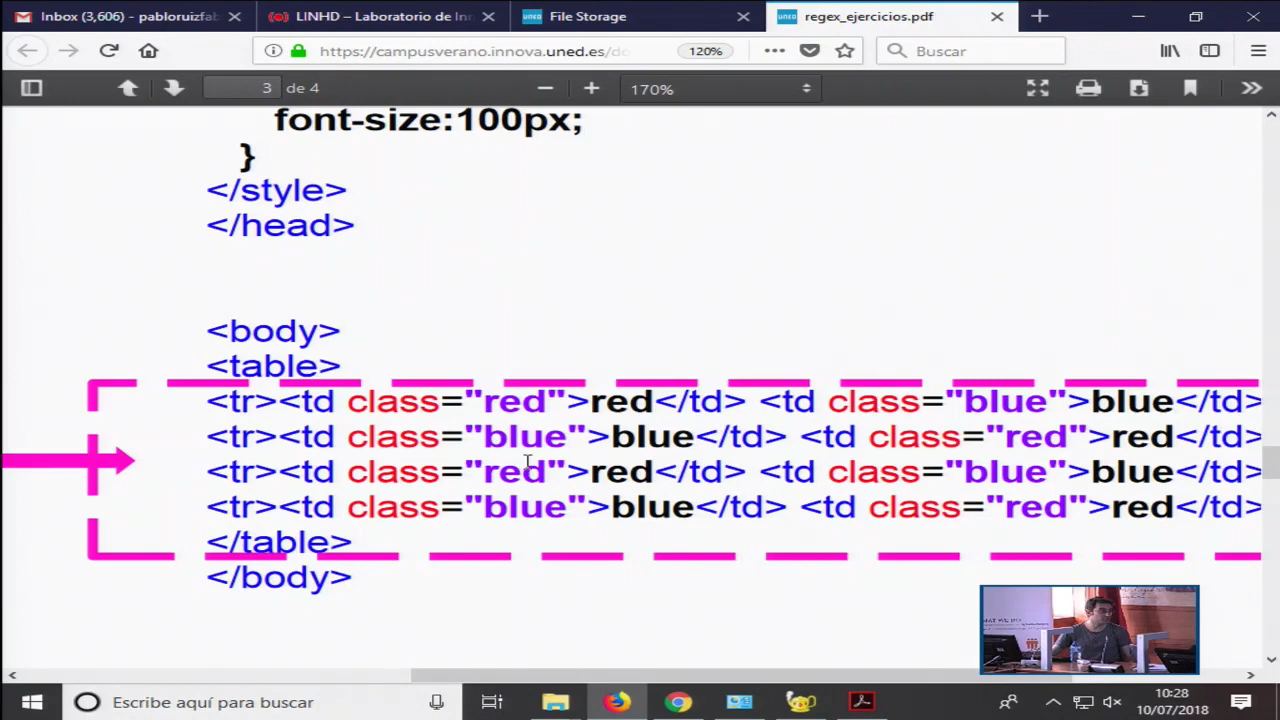 Inbox (3,606) - pabloruizfab
LINHD – Laboratorio de Inn
UNED File Storage
UNED regex_ejercicios.pdf
https://campusverano.innova.uned.es/do
120%
Buscar
3 de 4
170%
font-size:100px;
}
</style>
</head>
<body>
<table>
<tr><td class="red">red</td> <td class="blue">blue</td>
<tr><td class="blue">blue</td> <td class="red">red</td>
<tr><td class="red">red</td> <td class="blue">blue</td>
<tr><td class="blue">blue</td> <td class="red">red</td>
</table>
</body>
Escribe aquí para buscar
10:28
10/07/2018